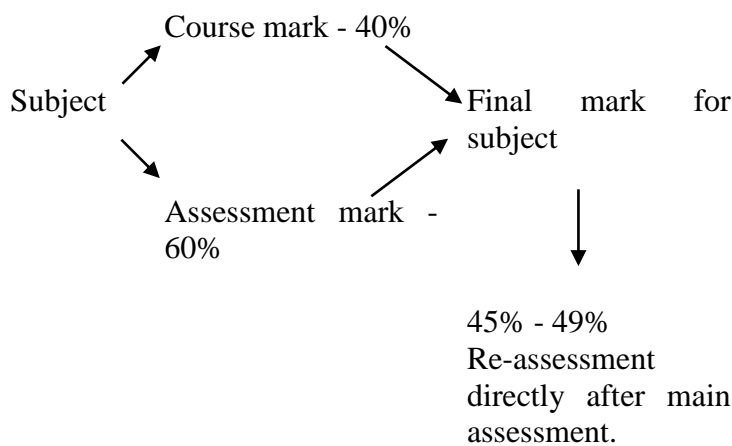 Course mark - 40%
Subject
Final mark for
subject
Assessment mark -
60%
45% - 49%
Re-assessment
directly after main
assessment.